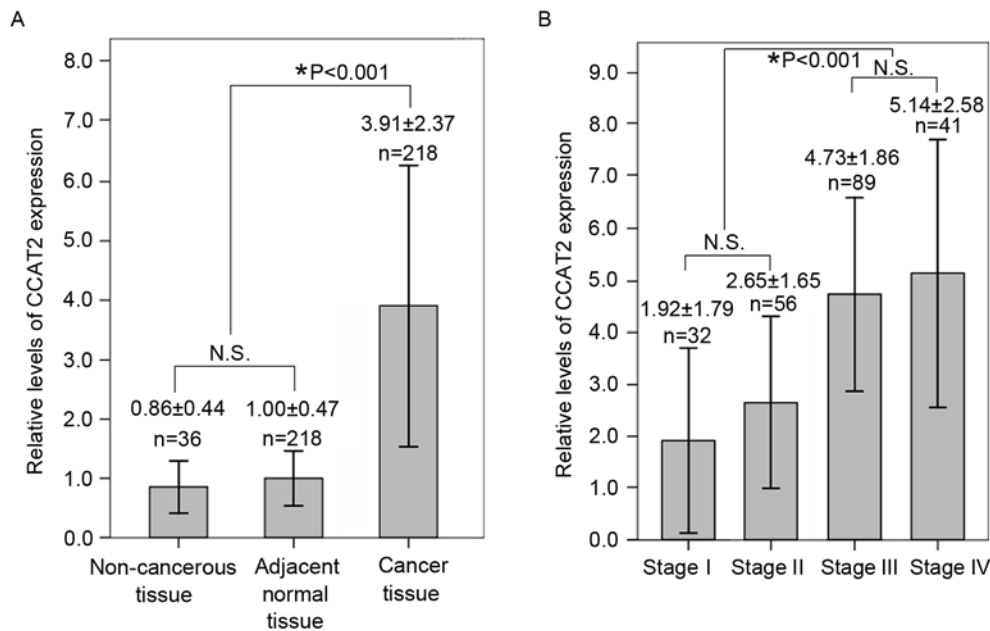 A
Relative levels of CCAT2 expression
8.0
7.0
6.0
5.0
4.0
3.0
2.0
1.0
0.0
*P<0.001
3.91±2.37
n=218
N.S.
0.86±0.44
n=36
1.00±0.47
n=218
Non-cancerous
tissue
Adjacent
normal
tissue
Cancer
tissue
B
Relative levels of CCAT2 expression
9.0
8.0
7.0
6.0
5.0
4.0
3.0
2.0
1.0
0.0
*P<0.001
N.S.
5.14±2.58
n=41
4.73±1.86
n=89
N.S.
2.65±1.65
n=56
1.92±1.79
n=32
Stage I
Stage II
Stage III
Stage IV